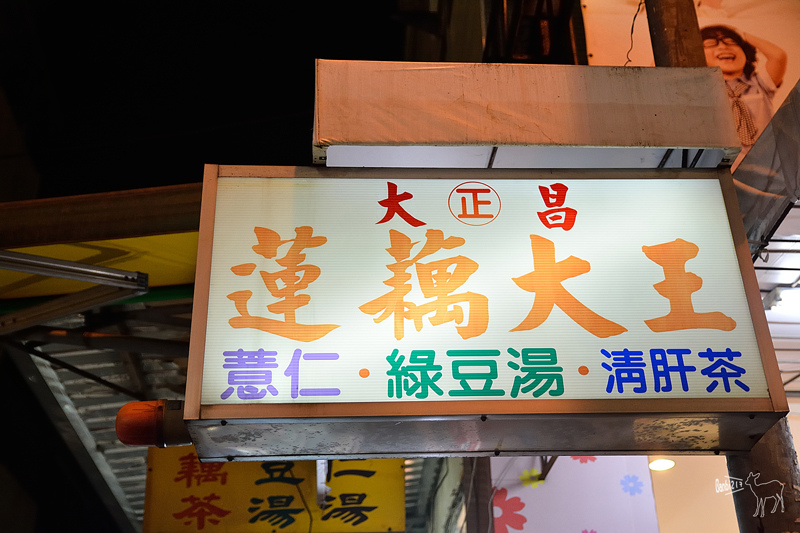 大 正 昌
蓮藕大王
薏仁・綠豆湯・清肝茶
藕 豆 仁
茶 湯 湯